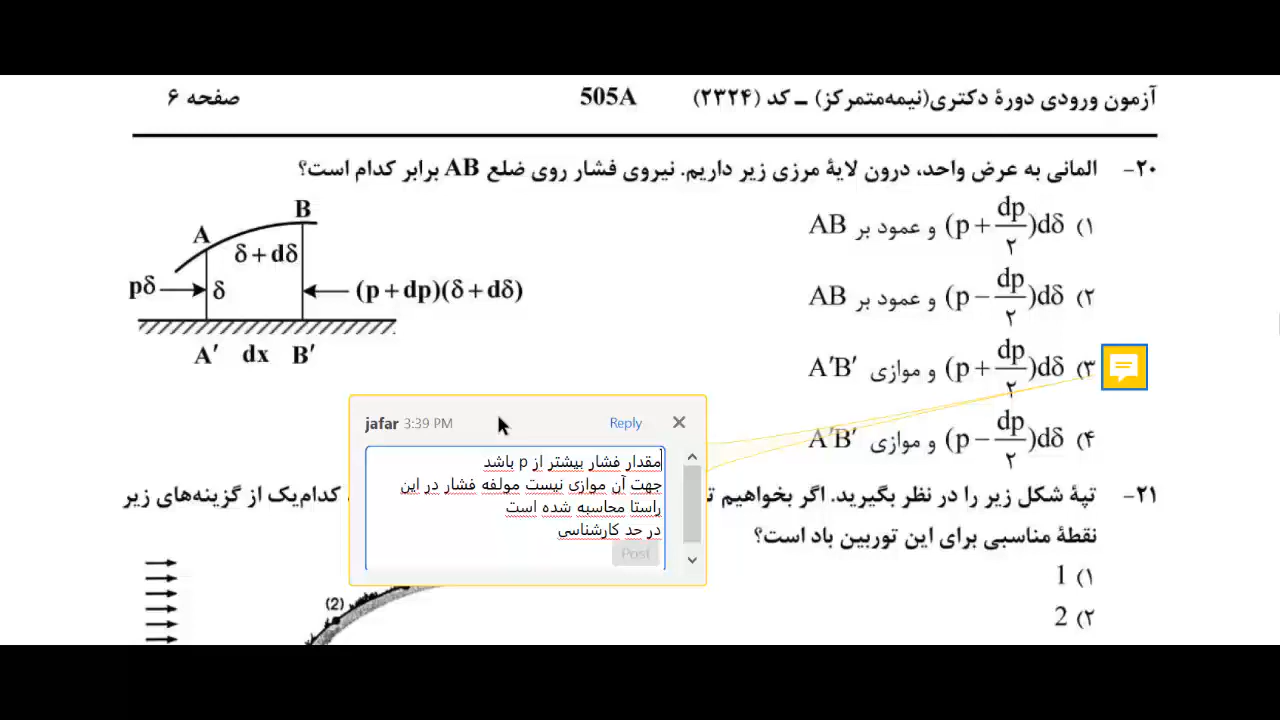 آزمون ورودی دورهٔ دکتری(نیمه‌متمرکز) ــ کد (۲۳۲۴) 505A صفحه ۶
۲۰- المانی به عرض واحد، درون لایهٔ مرزی زیر داریم. نیروی فشار روی ضلع AB برابر کدام است؟
۱) (p + dp/۲)dδ و عمود بر AB
۲) (p − dp/۲)dδ و عمود بر AB
۳) (p + dp/۲)dδ و موازی A′B′
۴) (p − dp/۲)dδ و موازی A′B′
B
A
δ + dδ
pδ δ (p + dp)(δ + dδ)
A′ dx B′
jafar 3:39 PM Reply
مقدار فشار بیشتر از p باشد
جهت آن موازی نیست مولفه فشار در این
راستا محاسبه شده است
در حد کارشناسی
Post
۲۱- تپهٔ شکل زیر را در نظر بگیرید. اگر بخواهیم کدام‌یک از گزینه‌های زیر
نقطهٔ مناسبی برای این توربین باد است؟
۱) 1
۲) 2
(2)